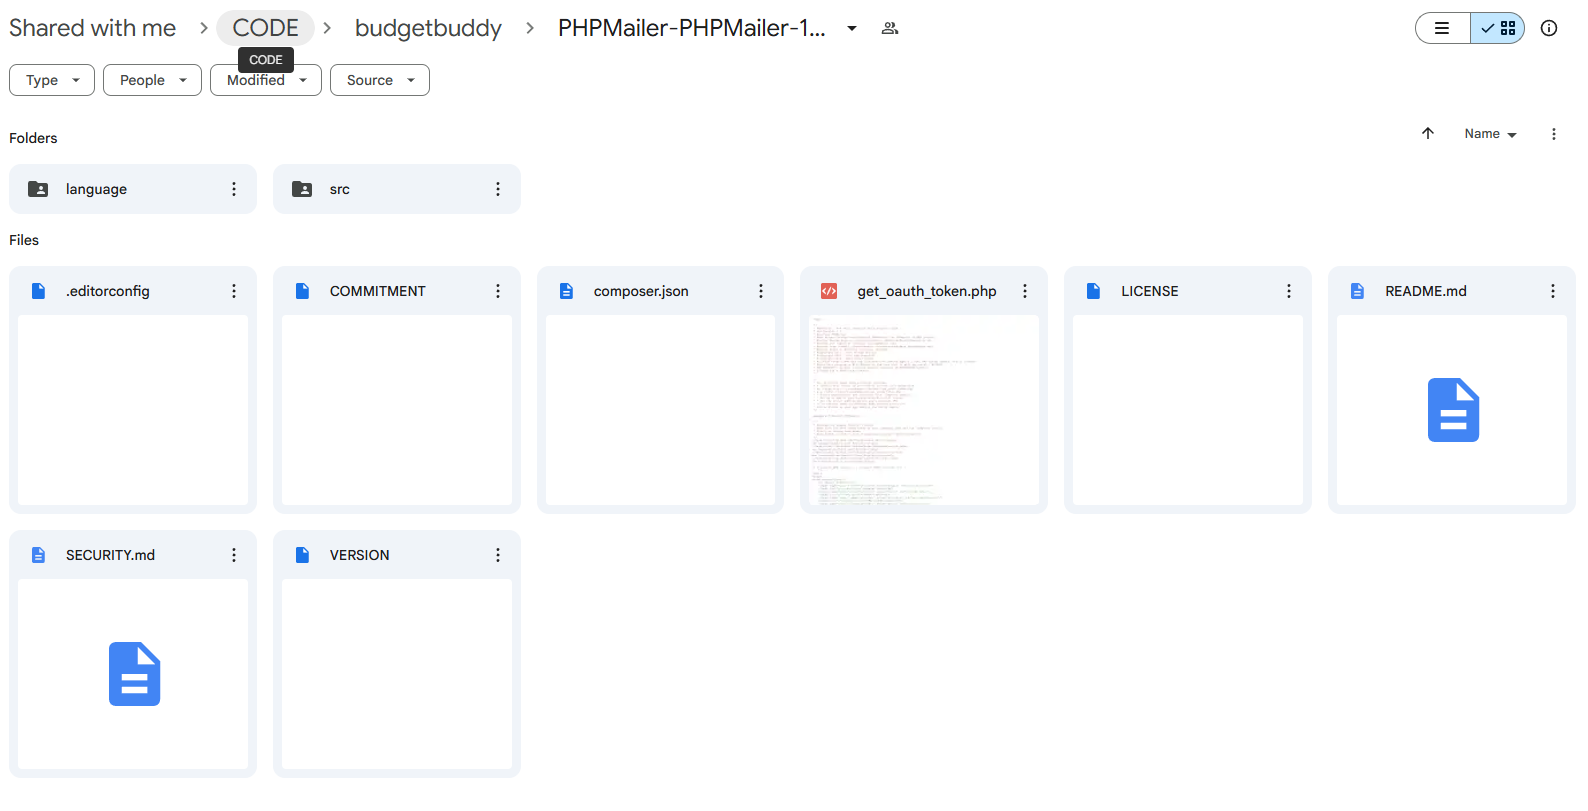 Shared with me > CODE > budgetbuddy > PHPMailer-PHPMailer-1...
CODE
Type People Modified Source
Folders
Name
language src
Files
.editorconfig COMMITMENT composer.json get_oauth_token.php LICENSE README.md
SECURITY.md VERSION